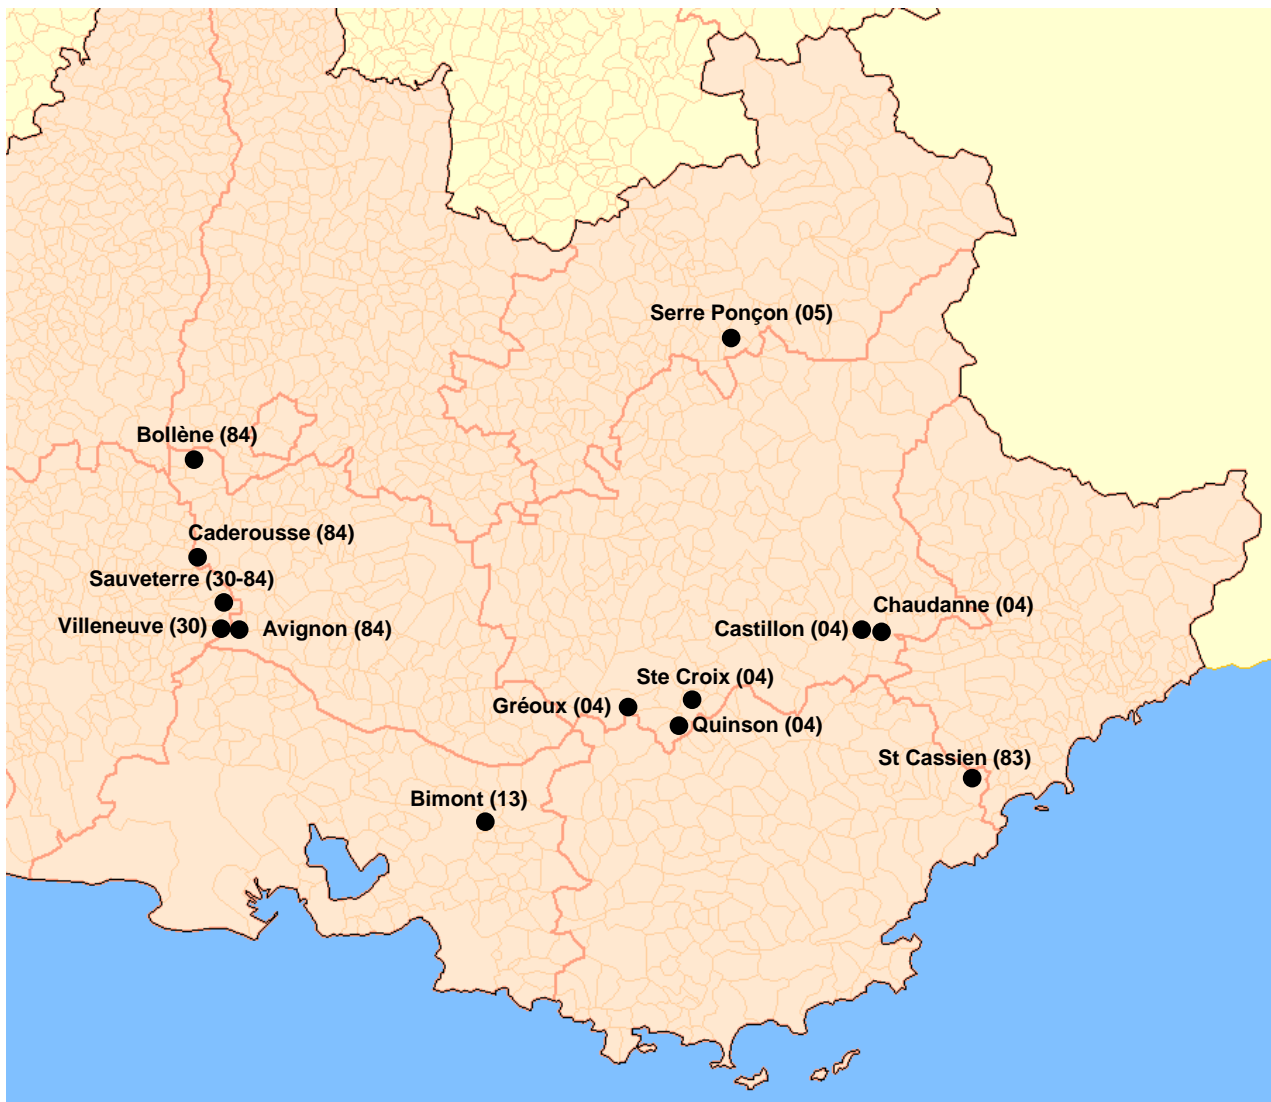 Serre Ponçon (05)
Bollène (84)
Caderousse (84)
Sauveterre (30-84)
Villeneuve (30)
Avignon (84)
Chaudanne (04)
Castillon (04)
Ste Croix (04)
Gréoux (04)
Quinson (04)
St Cassien (83)
Bimont (13)